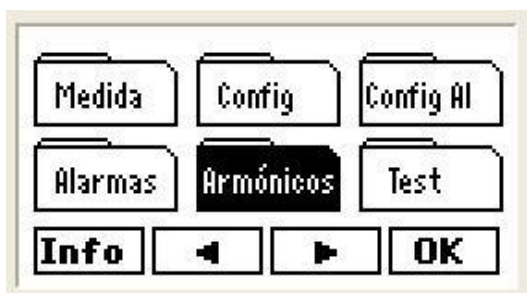 Medida Config Config Al
Alarmas Armónicos Test
Info ◄ ► OK